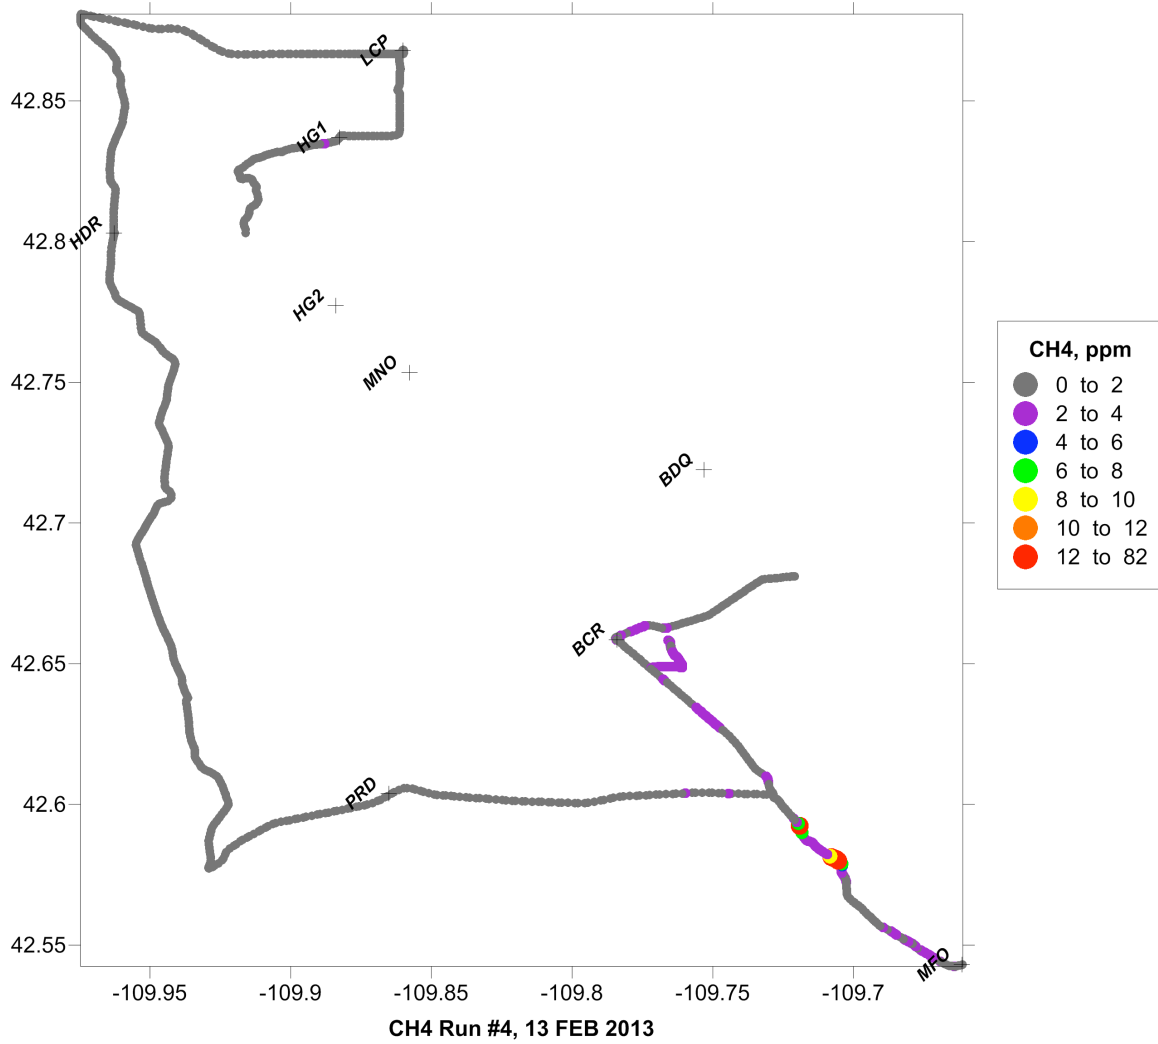 LCP
42.85
HG1
42.8
HDR
HG2
MNO
42.75
BDQ
42.7
BCR
42.65
PRD
42.6
42.55
MFO
-109.95
-109.9
-109.85
-109.8
-109.75
-109.7
CH4 Run #4, 13 FEB 2013
CH4, ppm
0 to 2
2 to 4
4 to 6
6 to 8
8 to 10
10 to 12
12 to 82